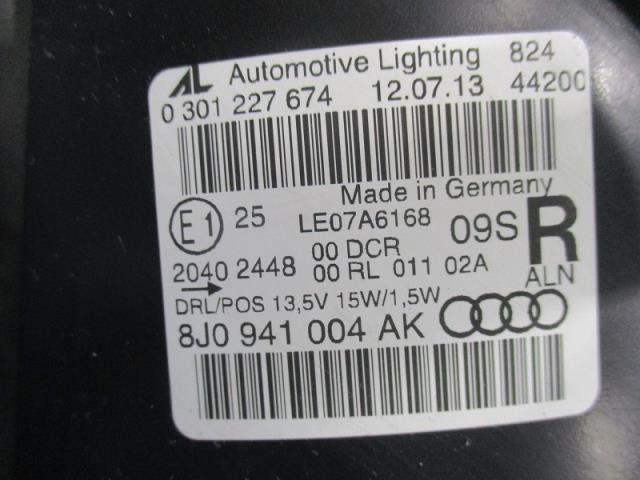 AL Automotive Lighting 824
0 301 227 674 12.07.13 44200
Made in Germany
E1 25 LE07A6168 09S R
00 DCR
2040 2448 00 RL 011 02A
ALN
DRL/POS 13,5V 15W/1,5W
8J0 941 004 AK